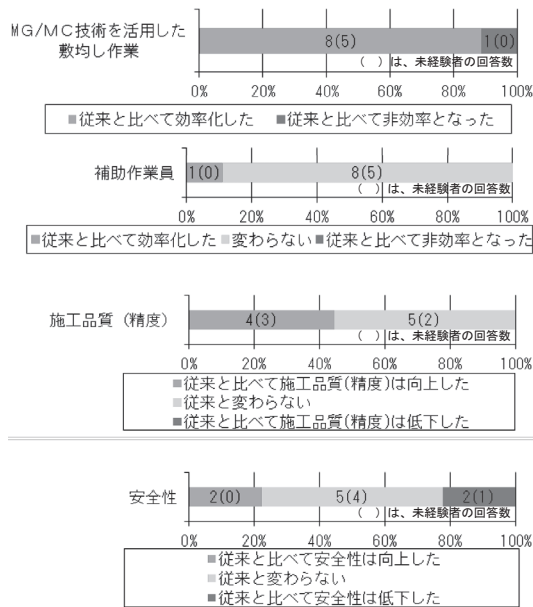 MG/MC技術を活用した
敷均し作業
8(5)
1(0)
( )は、未経験者の回答数
0% 20% 40% 60% 80% 100%
■従来と比べて効率化した ■従来と比べて非効率となった
補助作業員
1(0)
8(5)
( )は、未経験者の回答数
0% 20% 40% 60% 80% 100%
■従来と比べて効率化した ■変わらない ■従来と比べて非効率となった
施工品質(精度)
4(3)
5(2)
( )は、未経験者の回答数
0% 20% 40% 60% 80% 100%
■従来と比べて施工品質(精度)は向上した
■従来と変わらない
■従来と比べて施工品質(精度)は低下した
安全性
2(0)
5(4)
2(1)
( )は、未経験者の回答数
0% 20% 40% 60% 80% 100%
■従来と比べて安全性は向上した
■従来と変わらない
■従来と比べて安全性は低下した